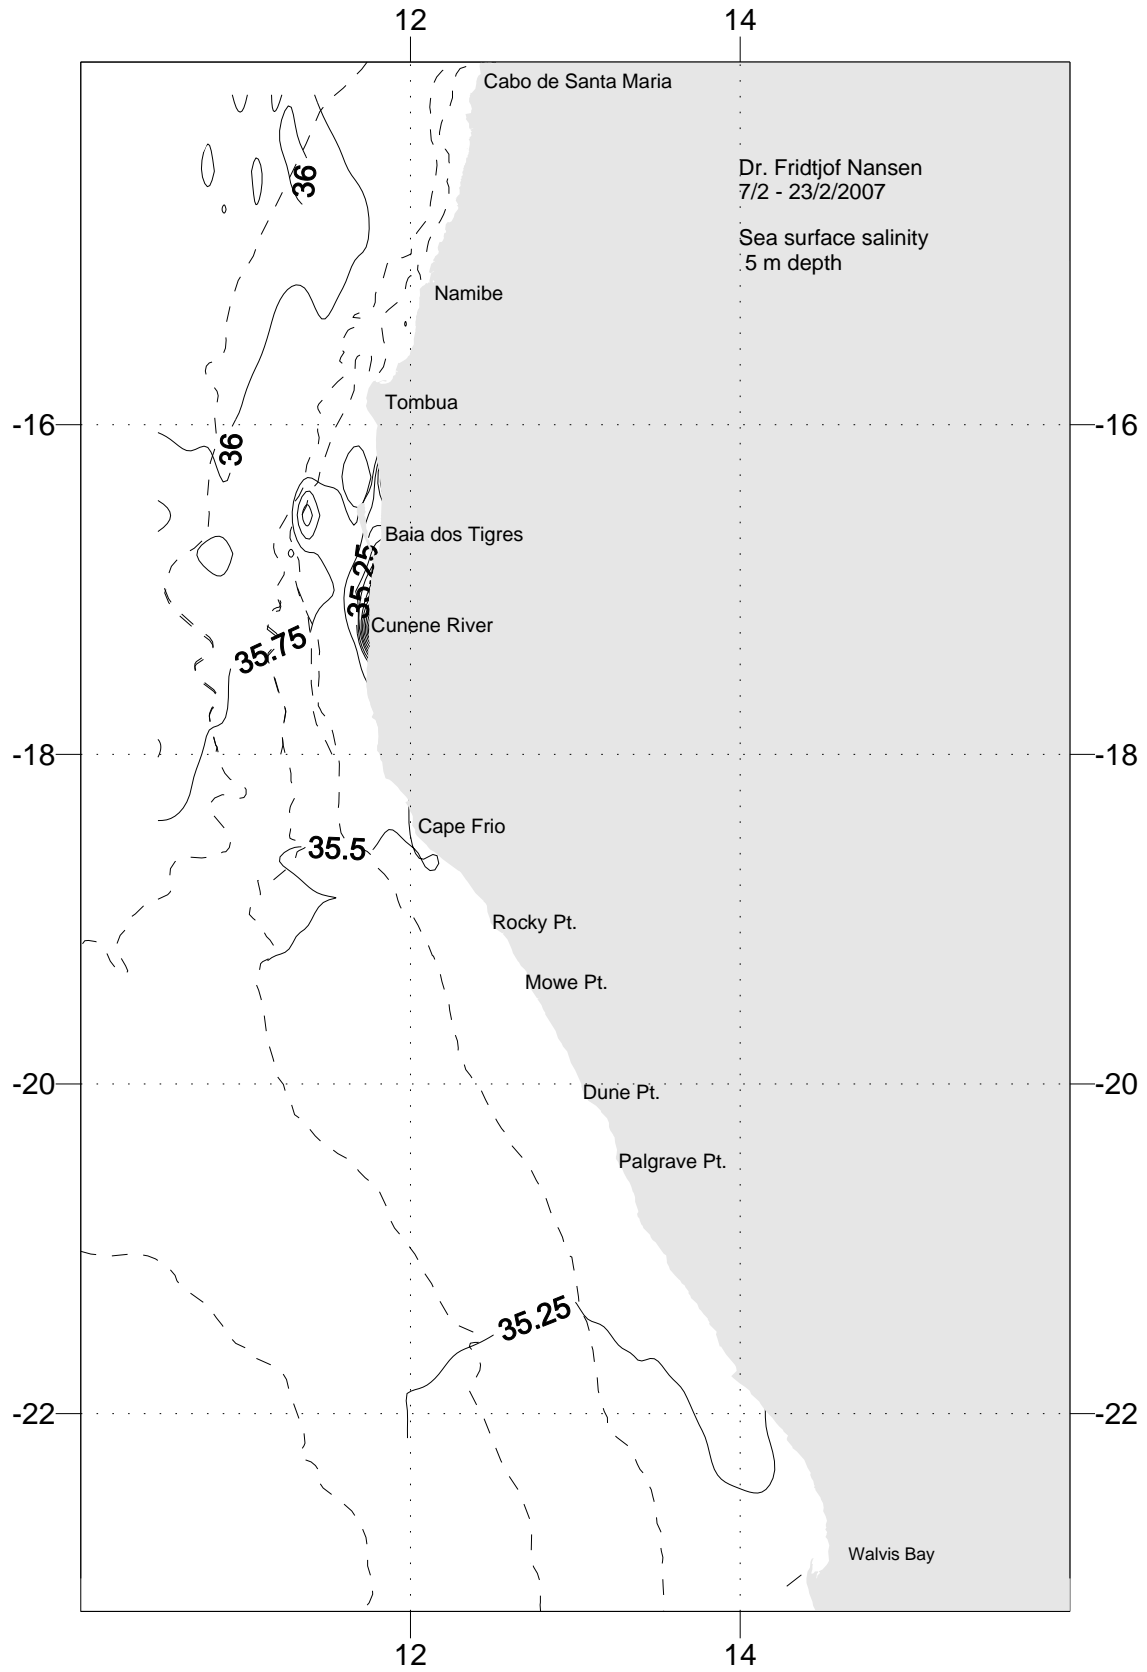 12 14
Cabo de Santa Maria
Dr. Fridtjof Nansen
7/2 - 23/2/2007
36
Sea surface salinity
5 m depth
Namibe
Tombua
-16 -16
36
Baia dos Tigres
35.25
Cunene River
35.75
-18 -18
Cape Frio
35.5
Rocky Pt.
Mowe Pt.
-20 -20
Dune Pt.
Palgrave Pt.
35.25
-22 -22
Walvis Bay
12 14